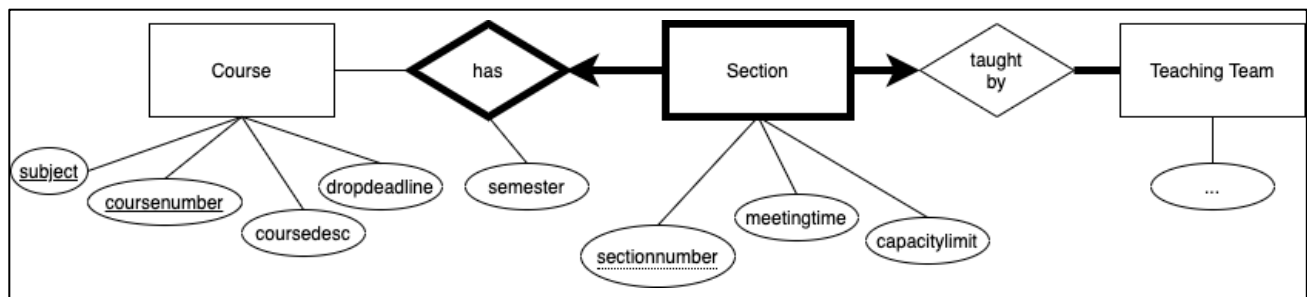 Course
has
Section
taught
by
Teaching Team
subject
coursenumber
coursedesc
dropdeadline
semester
sectionnumber
meetingtime
capacitylimit
...